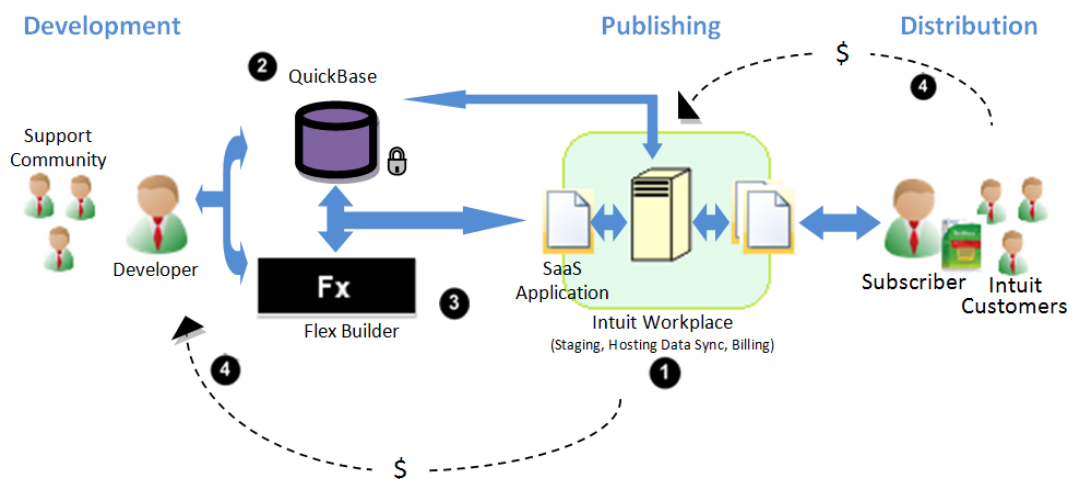 Development
Publishing
Distribution
$
4
2
QuickBase
Support
Community
Developer
SaaS
Application
Subscriber
Intuit
Customers
Fx
3
Flex Builder
Intuit Workplace
(Staging, Hosting Data Sync, Billing)
1
4
$